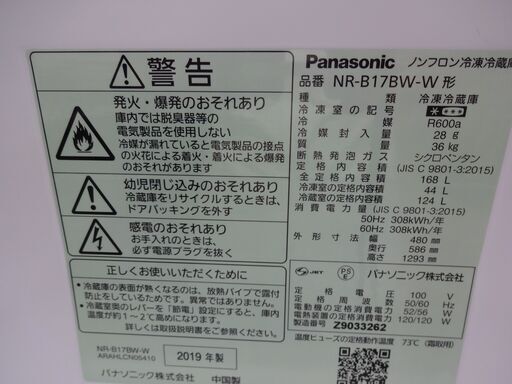 警告
発火・爆発のおそれあり
庫内では脱臭器等の
電気製品を使用しない
冷媒が漏れていると電気製品の接点
の火花による着火・着火による爆発
のおそれがあります
幼児閉じ込みのおそれあり
冷蔵庫をリサイクルするときは、
ドアパッキングを外す
感電のおそれあり
お手入れのときは、
必ず電源プラグを抜く
正しくお使いいただくために
●冷蔵庫の表面が熱くなるのは、放熱パイプで露付
防止をしているためです。異常ではありません。
●冷蔵室奥のレバーを「節電」設定にすると、庫内
温度が約1~2℃高めになります。
詳しくは取扱説明書をご覧ください
NR-B17BW-W
ARAHLCN05410
2019年製
パナソニック株式会社 中国製
Panasonic ノンフロン冷凍冷蔵庫
品番 NR-B17BW-W形
種類 冷凍冷蔵庫
冷凍室の記号
冷媒 R600a
冷媒封入量 28g
質量 36kg
断熱発泡ガス シクロペンタン
全定格内容積 (JIS C 9801-3:2015) 168 L
冷凍室の定格内容積 44 L
冷蔵室の定格内容積 124 L
消費電力量 (JIS C 9801-3:2015)
50Hz 308kWh/年
60Hz 308kWh/年
外形寸法 幅 480 mm
奥行 586 mm
高さ 1293 mm
JET PSE パナソニック株式会社
定格電圧 100 V
定格周波数 50/60 Hz
電動機の定格消費電力 52/56 W
電熱装置の定格消費電力 120/120 W
製造番号 Z9033262
温度ヒューズの定格動作温度 73℃ (霜取用)